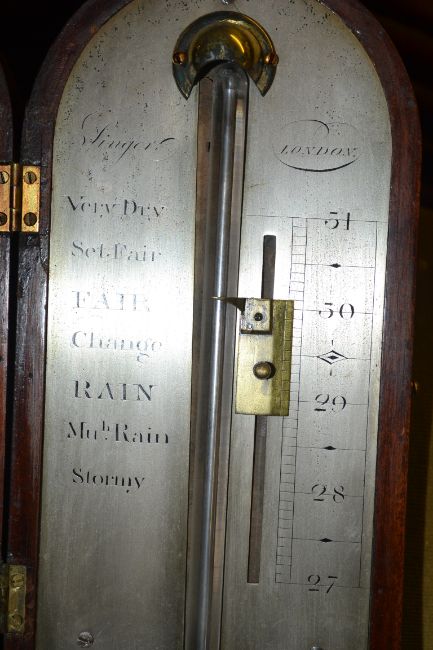 Singer
LONDON
Very Dry
Set Fair
FAIR
Change
RAIN
Muh Rain
Stormy
31
30
29
28
27